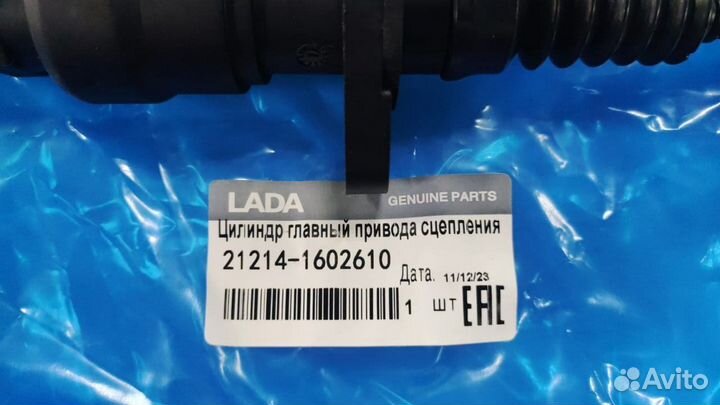 LADA GENUINE PARTS
Цилиндр главный привода сцепления
21214-1602610
Дата. 11/12/23
1 шт EAC
Avito